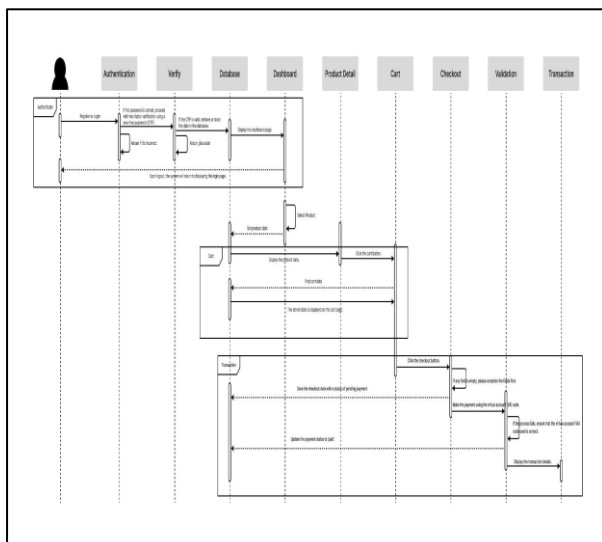 Authentication Verify Database Dashboard Product Detail Cart Checkout Validation Transaction
Authenticate
Register or Login
If the password is correct, proceed
with two-factor verification using a
one-time password (OTP).
If the OTP is valid, retrieve or store
the data in the database.
Display the dashboard page.
Return if it is incorrect.
Return
Upon logout, the system will return to displaying the login page.
Select Product.
Get product data.
Cart
Display the product data.
Click the cart button.
Post cart data.
The stored data is displayed on the cart page.
Transaction
Click the checkout button.
If any field is empty, please complete the fields first.
Save the checkout data with a status of pending payment.
Make the payment using the virtual account (VA) code.
If the process fails, ensure that the virtual account (VA)
code used is correct.
Update the payment status to 'paid'.
Display the transaction details.